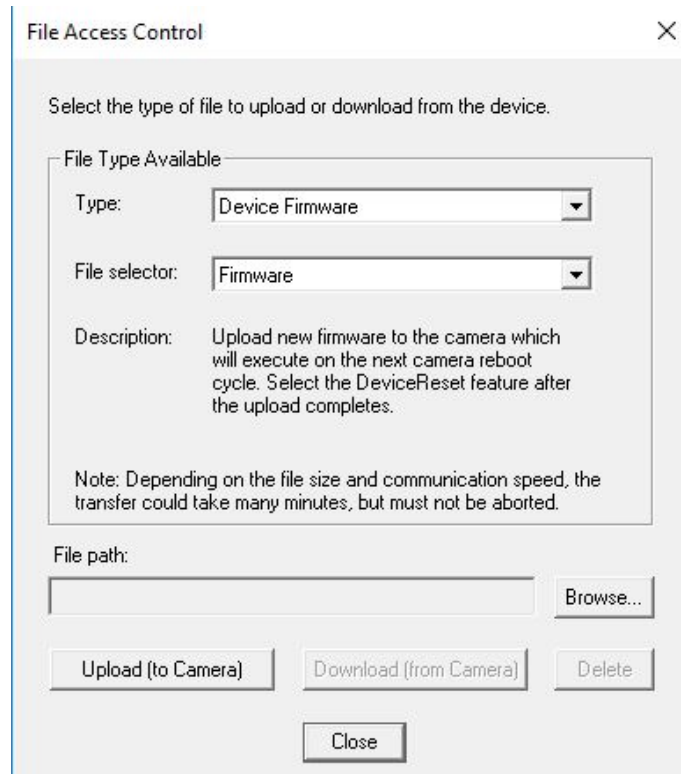 File Access Control
Select the type of file to upload or download from the device.
File Type Available
Type:
Device Firmware
File selector:
Firmware
Description:
Upload new firmware to the camera which
will execute on the next camera reboot
cycle. Select the DeviceReset feature after
the upload completes.
Note: Depending on the file size and communication speed, the
transfer could take many minutes, but must not be aborted.
File path:
Browse...
Upload (to Camera)
Download (from Camera)
Delete
Close